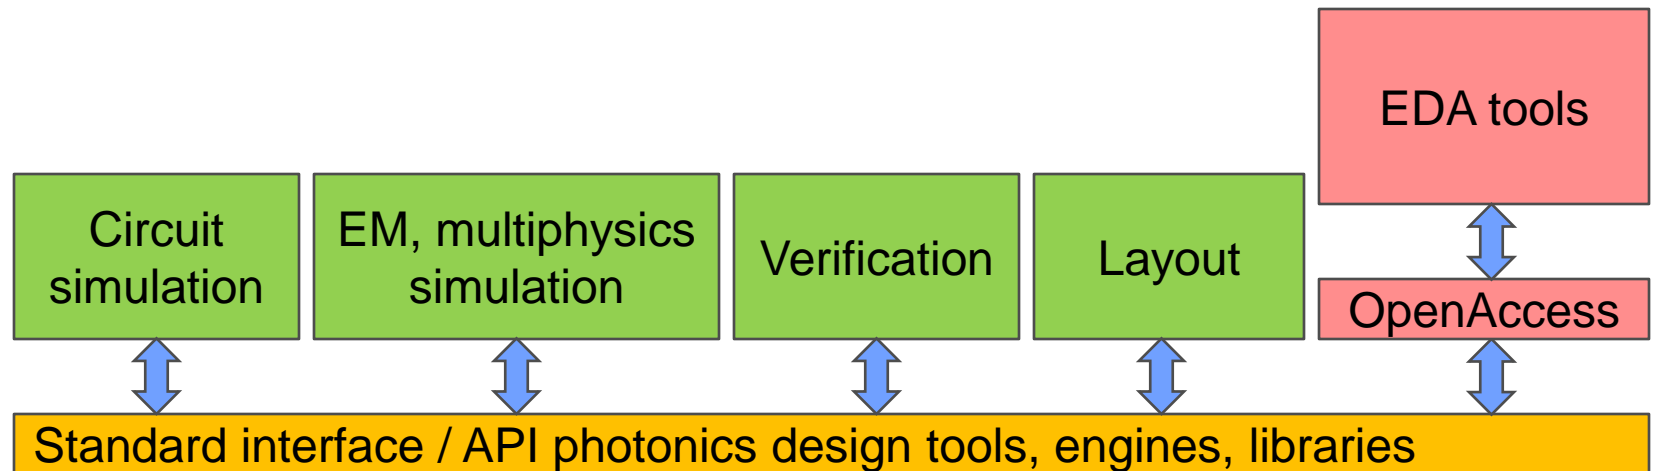 EDA tools
Circuit
simulation
EM, multiphysics
simulation
Verification
Layout
OpenAccess
Standard interface / API photonics design tools, engines, libraries